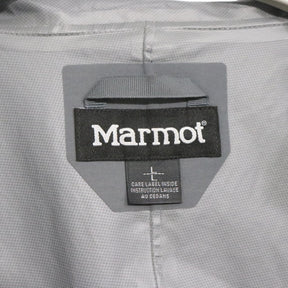 Marmot®
L
CARE LABEL INSIDE
INSTRUCTION LAVAGE
AU DEDANS